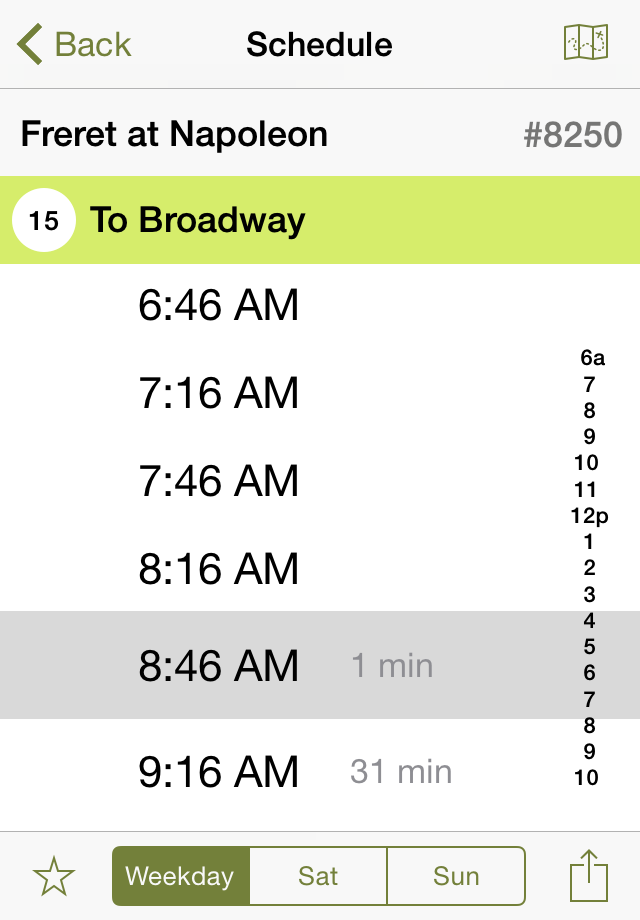 Back Schedule
Freret at Napoleon #8250
15 To Broadway
6:46 AM
7:16 AM
7:46 AM
8:16 AM
8:46 AM 1 min
9:16 AM 31 min
6a
7
8
9
10
11
12p
1
2
3
4
5
6
7
8
9
10
Weekday Sat Sun